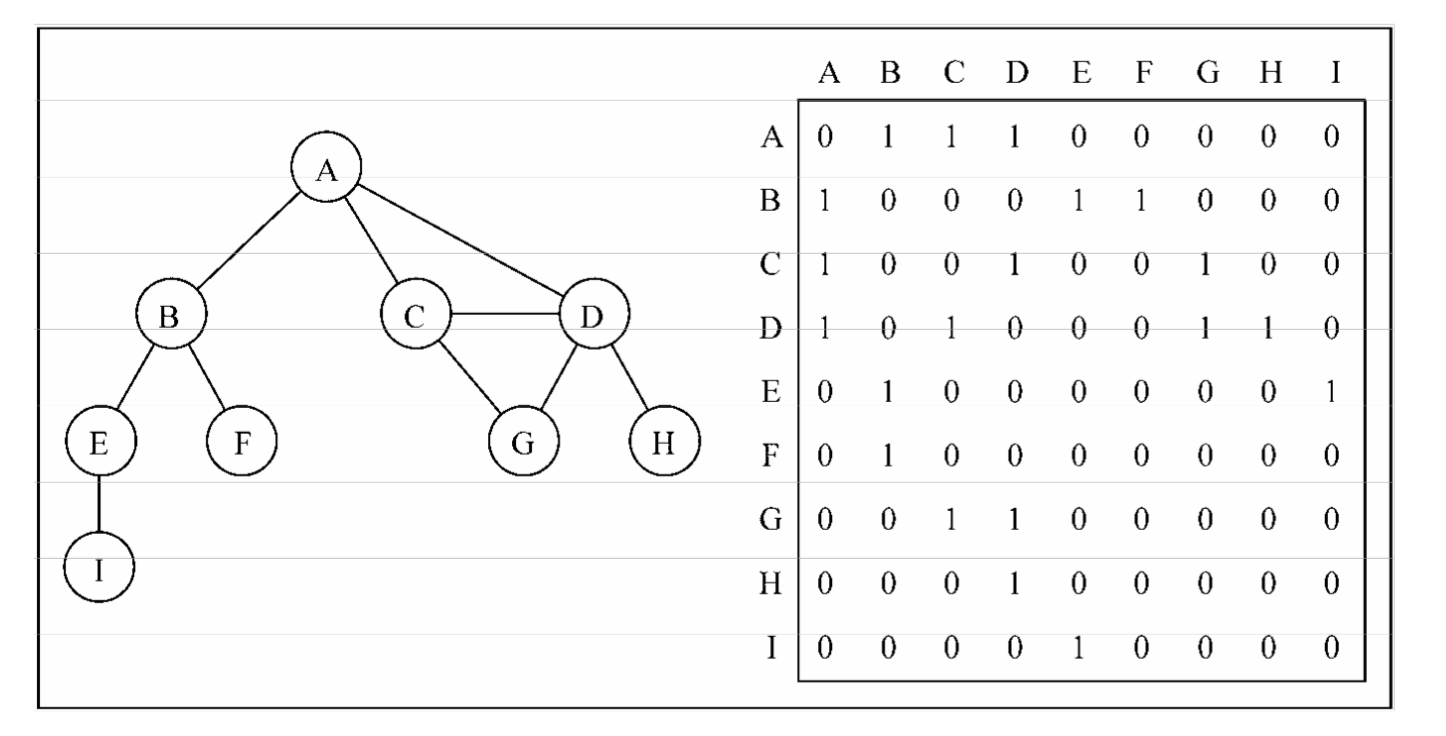 A B C D E F G H I
A 0 1 1 1 0 0 0 0 0
B 1 0 0 0 1 1 0 0 0
C 1 0 0 1 0 0 1 0 0
D 1 0 1 0 0 0 1 1 0
E 0 1 0 0 0 0 0 0 1
F 0 1 0 0 0 0 0 0 0
G 0 0 1 1 0 0 0 0 0
H 0 0 0 1 0 0 0 0 0
I 0 0 0 0 1 0 0 0 0
A
B C D
E F G H
I